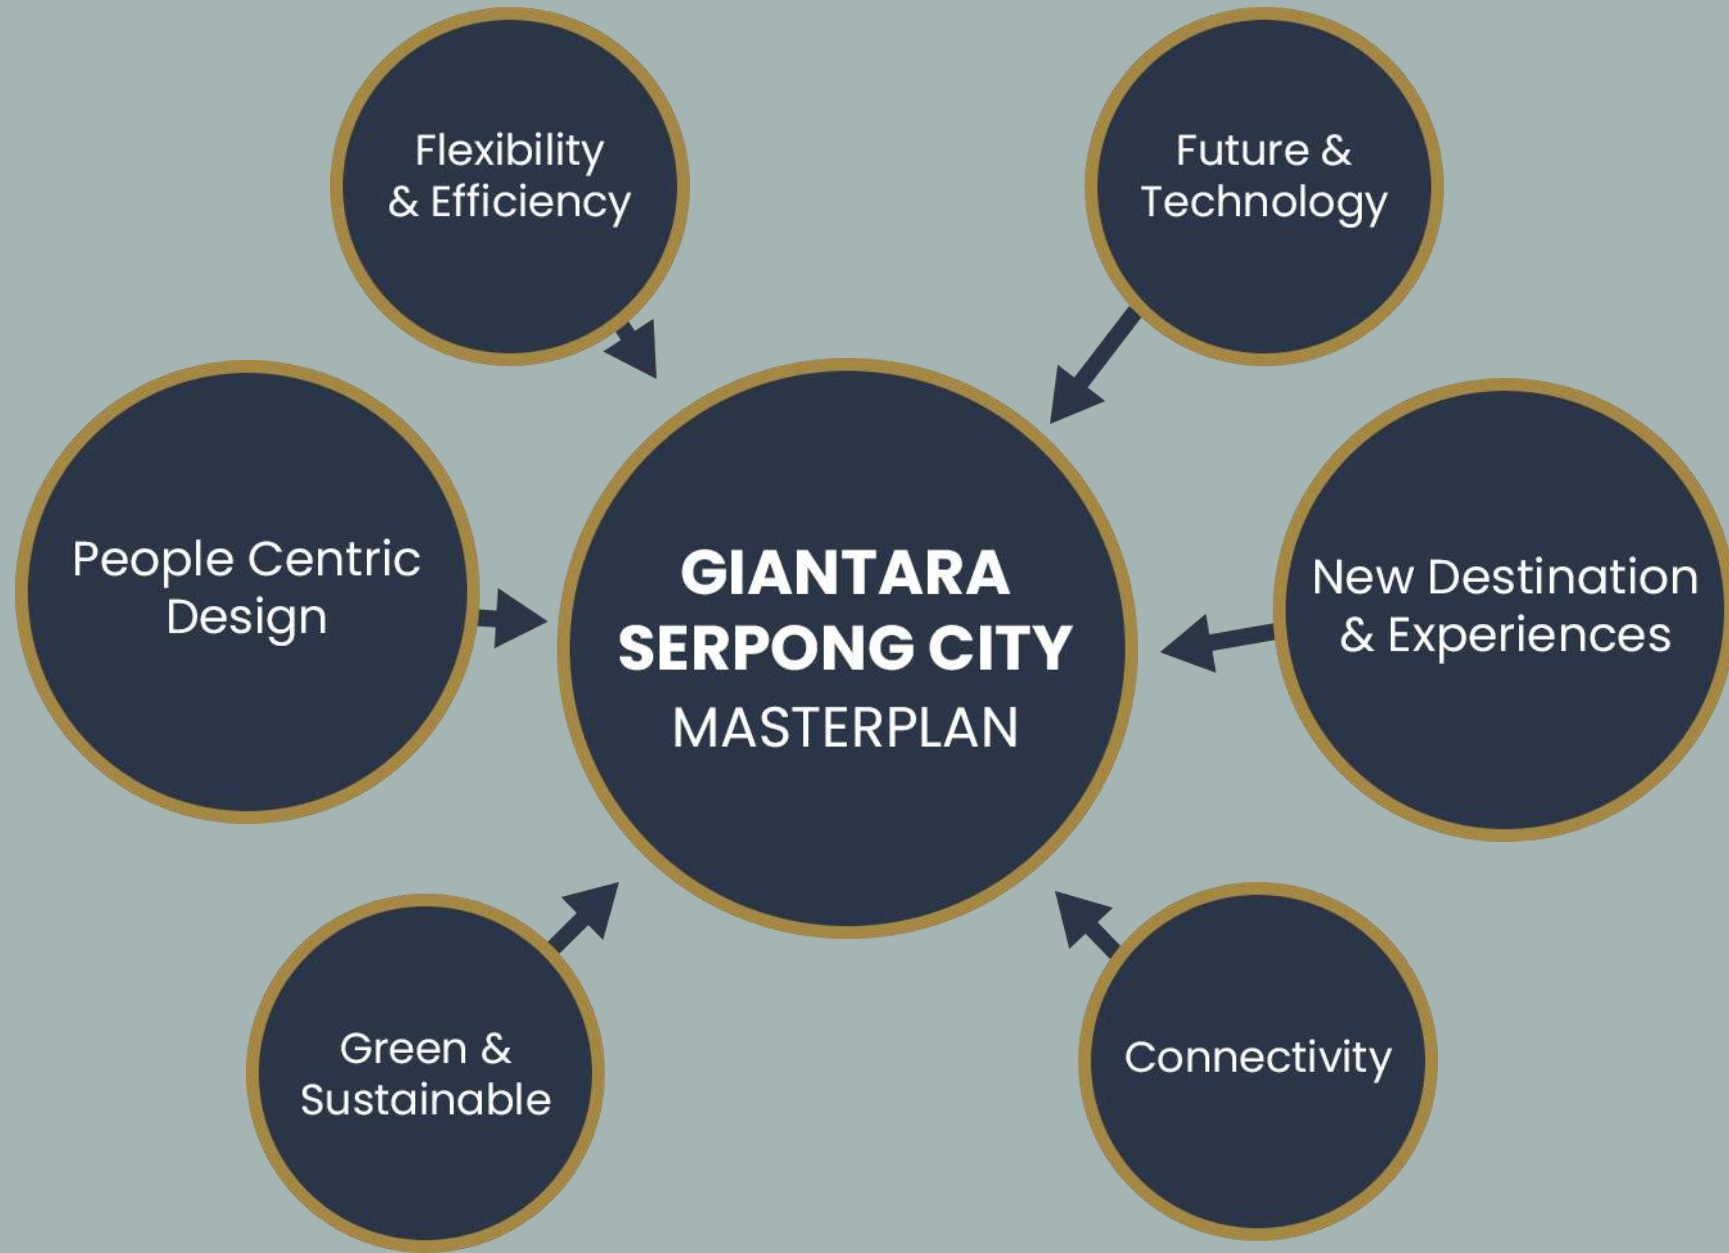 Flexibility
& Efficiency
Future &
Technology
People Centric
Design
GIANTARA
SERPONG CITY
MASTERPLAN
New Destination
& Experiences
Green &
Sustainable
Connectivity